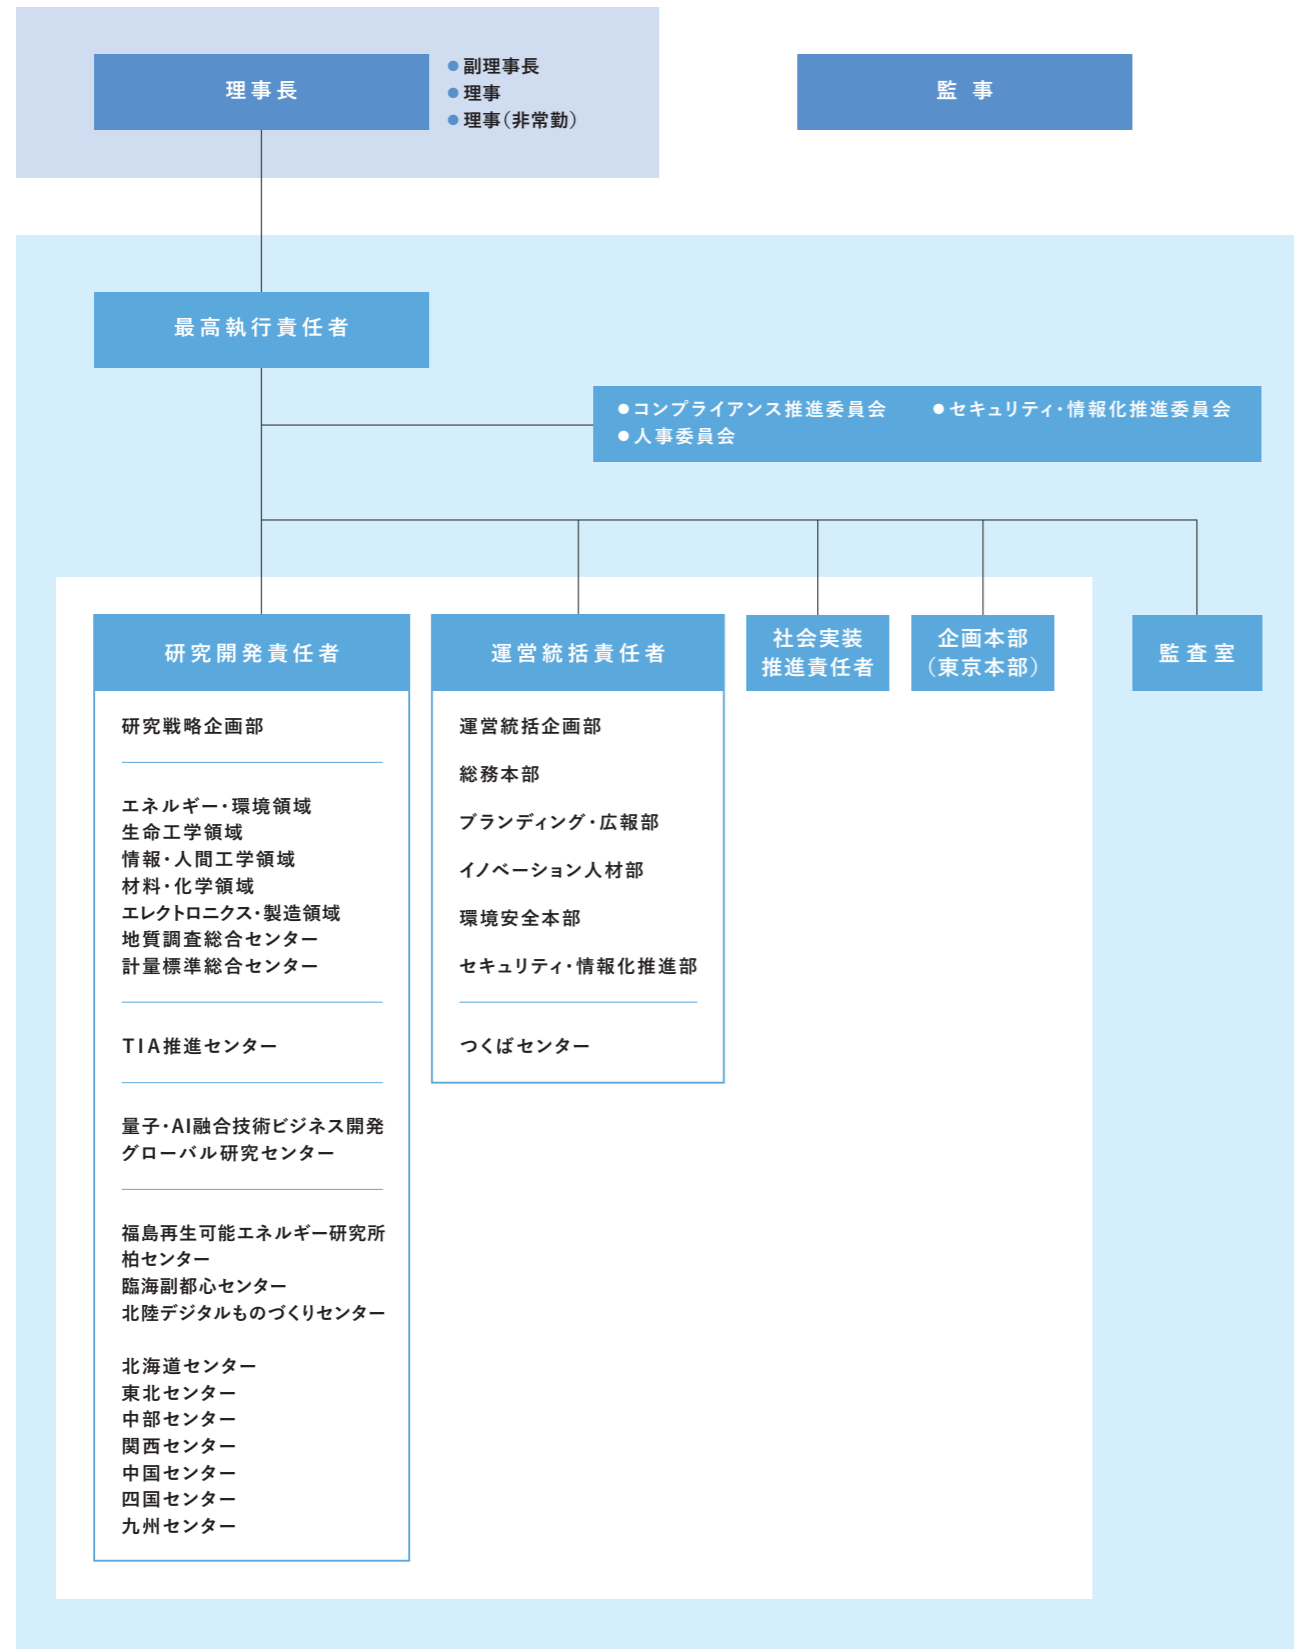 理事長
●副理事長
●理事
●理事(非常勤)
監 事
最高執行責任者
●コンプライアンス推進委員会 ●セキュリティ・情報化推進委員会
●人事委員会
研究開発責任者
研究戦略企画部
エネルギー・環境領域
生命工学領域
情報・人間工学領域
材料・化学領域
エレクトロニクス・製造領域
地質調査総合センター
計量標準総合センター
TIA推進センター
量子・AI融合技術ビジネス開発
グローバル研究センター
福島再生可能エネルギー研究所
柏センター
臨海副都心センター
北陸デジタルものづくりセンター
北海道センター
東北センター
中部センター
関西センター
中国センター
四国センター
九州センター
運営統括責任者
運営統括企画部
総務本部
ブランディング・広報部
イノベーション人材部
環境安全本部
セキュリティ・情報化推進部
つくばセンター
社会実装
推進責任者
企画本部
(東京本部)
監査室